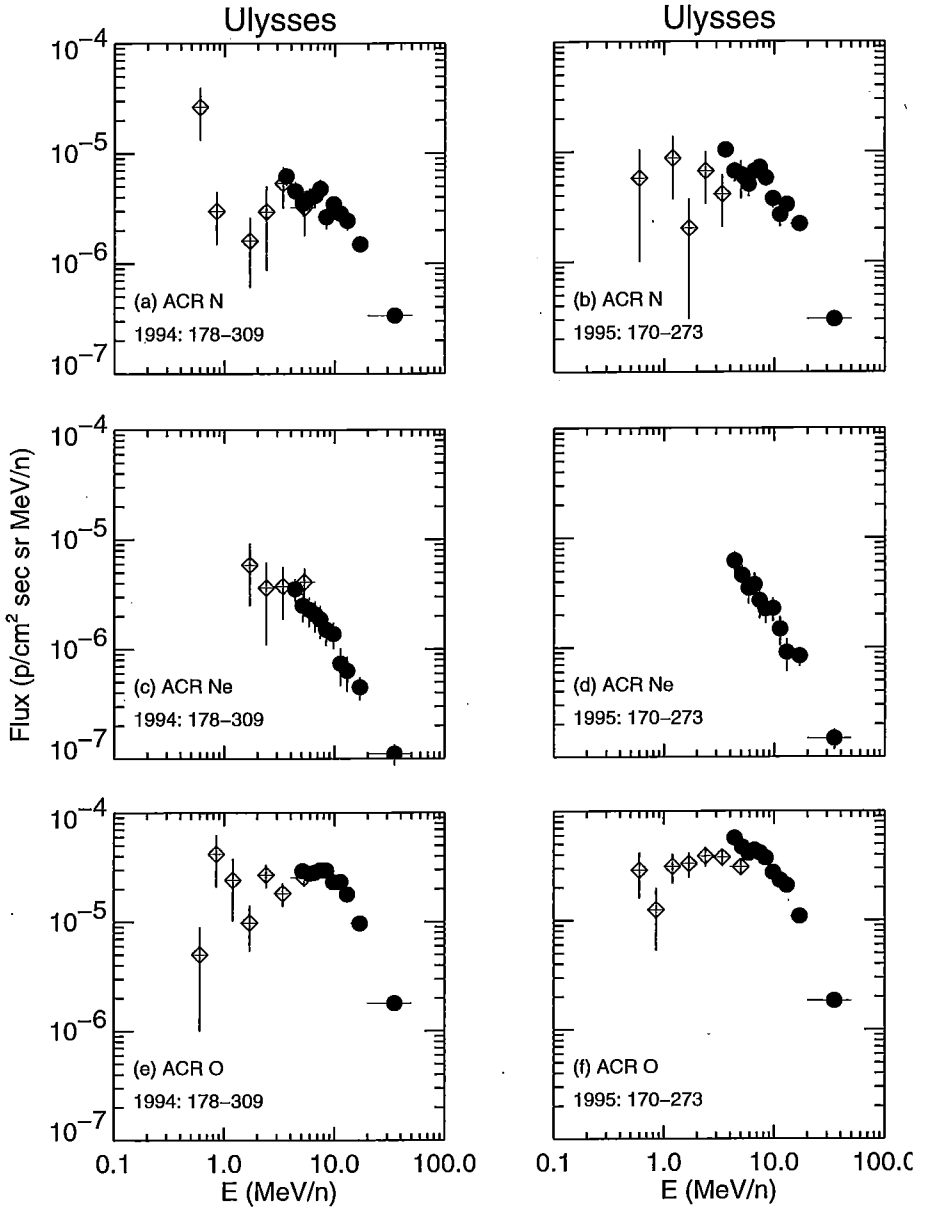 Ulysses
Ulysses
10−4
10−5
10−6
10−7
(a) ACR N
1994: 178–309
(b) ACR N
1995: 170–273
Flux (p/cm2 sec sr MeV/n)
10−4
10−5
10−6
10−7
(c) ACR Ne
1994: 178–309
(d) ACR Ne
1995: 170–273
10−4
10−5
10−6
10−7
(e) ACR O
1994: 178–309
(f) ACR O
1995: 170–273
0.1 1.0 10.0 100.0
E (MeV/n)
0.1 1.0 10.0 100.0
E (MeV/n)